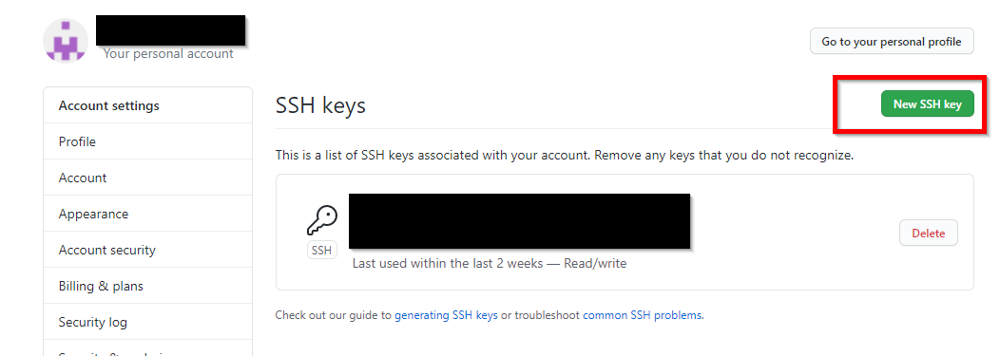 Your personal account
Go to your personal profile
Account settings
Profile
Account
Appearance
Account security
Billing & plans
Security log
SSH keys
New SSH key
This is a list of SSH keys associated with your account. Remove any keys that you do not recognize.
SSH
Last used within the last 2 weeks — Read/write
Delete
Check out our guide to generating SSH keys or troubleshoot common SSH problems.